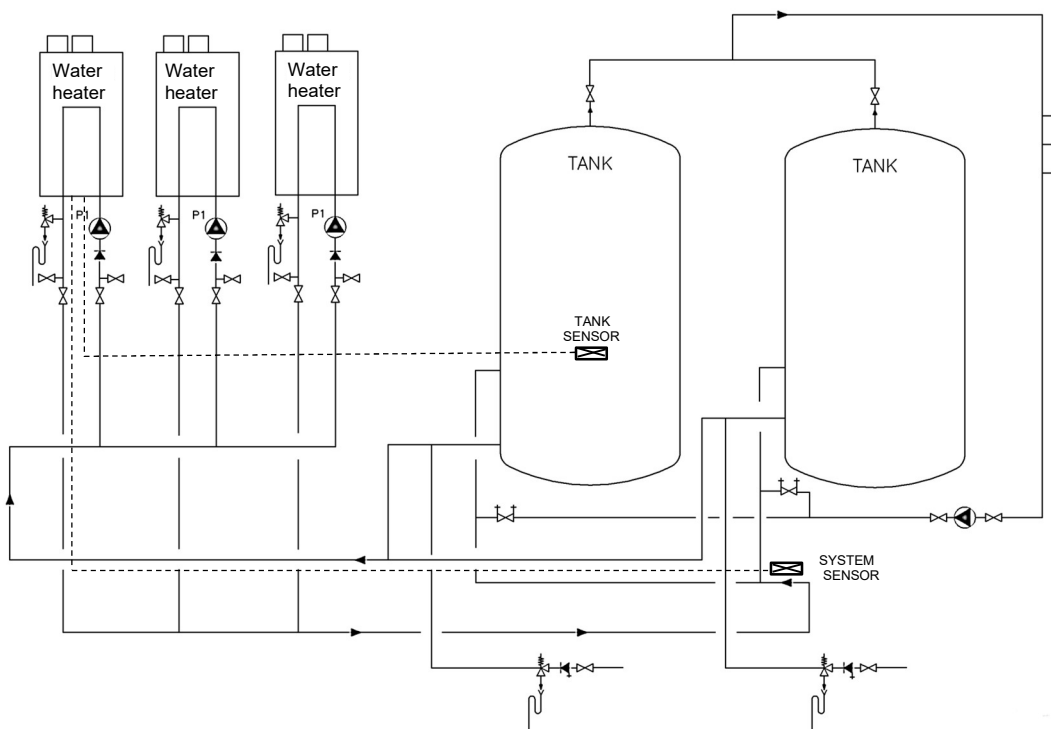 Water
heater
Water
heater
Water
heater
P1
P1
P1
TANK
TANK
TANK
SENSOR
SYSTEM
SENSOR